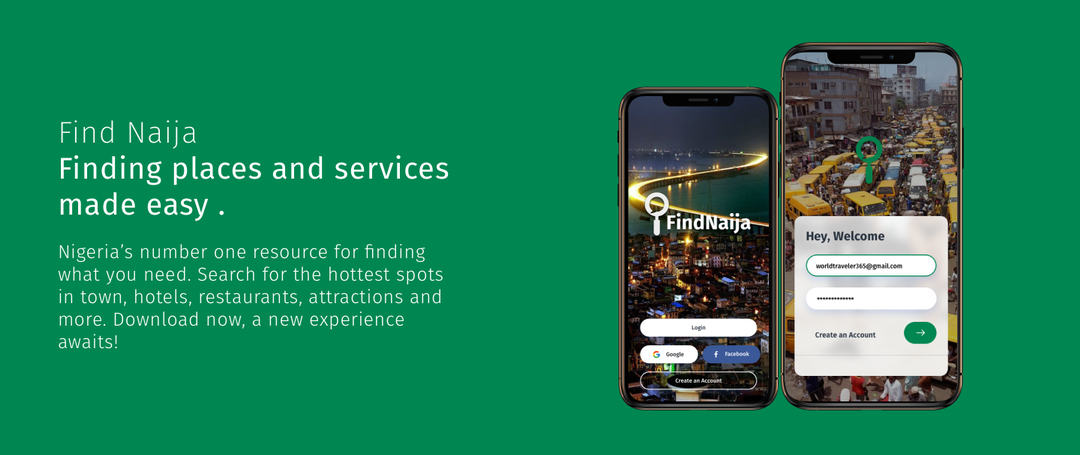 Find Naija
Finding places and services
made easy .
Nigeria’s number one resource for finding
what you need. Search for the hottest spots
in town, hotels, restaurants, attractions and
more. Download now, a new experience
awaits!
FindNaija
Login
Google
Facebook
Create an Account
Hey, Welcome
worldtraveler365@gmail.com
•••••••••••••
Create an Account